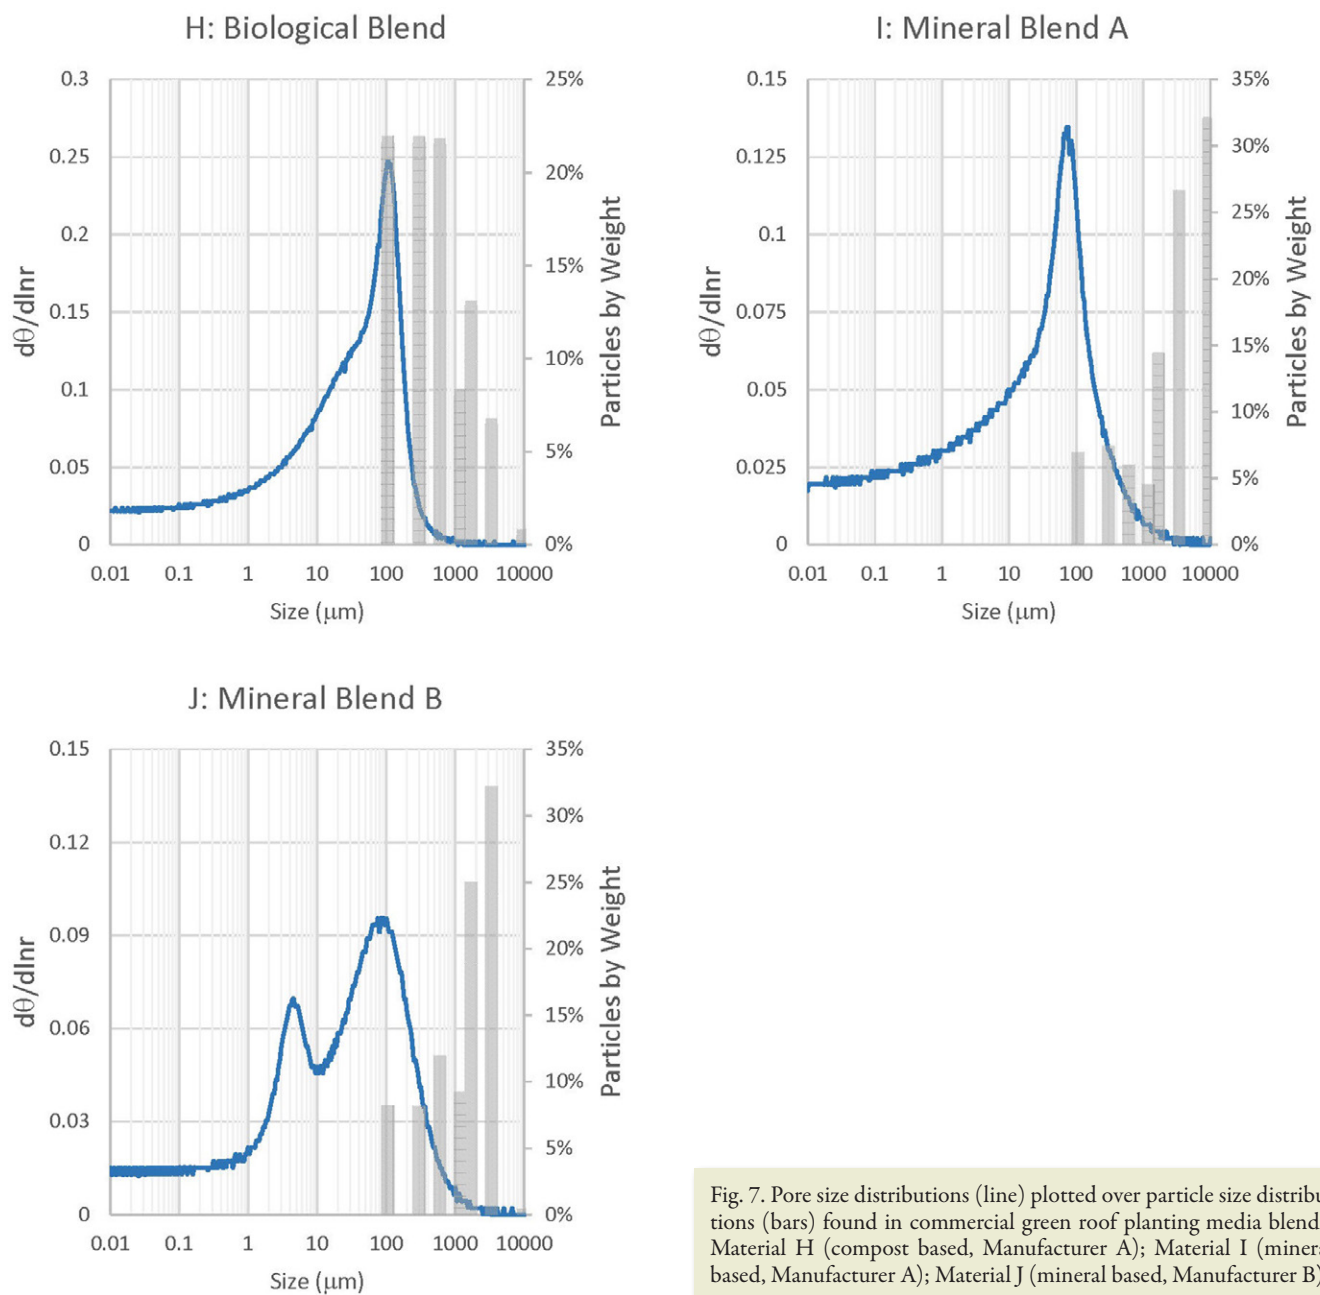 H: Biological Blend
0.3
0.25
0.2
0.15
0.1
0.05
0
dθ/dlnr
25%
20%
15%
10%
5%
0%
Particles by Weight
0.01 0.1 1 10 100 1000 10000
Size (μm)
I: Mineral Blend A
0.15
0.125
0.1
0.075
0.05
0.025
0
dθ/dlnr
35%
30%
25%
20%
15%
10%
5%
0%
Particles by Weight
0.01 0.1 1 10 100 1000 10000
Size (μm)
J: Mineral Blend B
0.15
0.12
0.09
0.06
0.03
0
dθ/dlnr
35%
30%
25%
20%
15%
10%
5%
0%
Particles by Weight
0.01 0.1 1 10 100 1000 10000
Size (μm)
Fig. 7. Pore size distributions (line) plotted over particle size distribu
tions (bars) found in commercial green roof planting media blend
Material H (compost based, Manufacturer A); Material I (minera
based, Manufacturer A); Material J (mineral based, Manufacturer B)